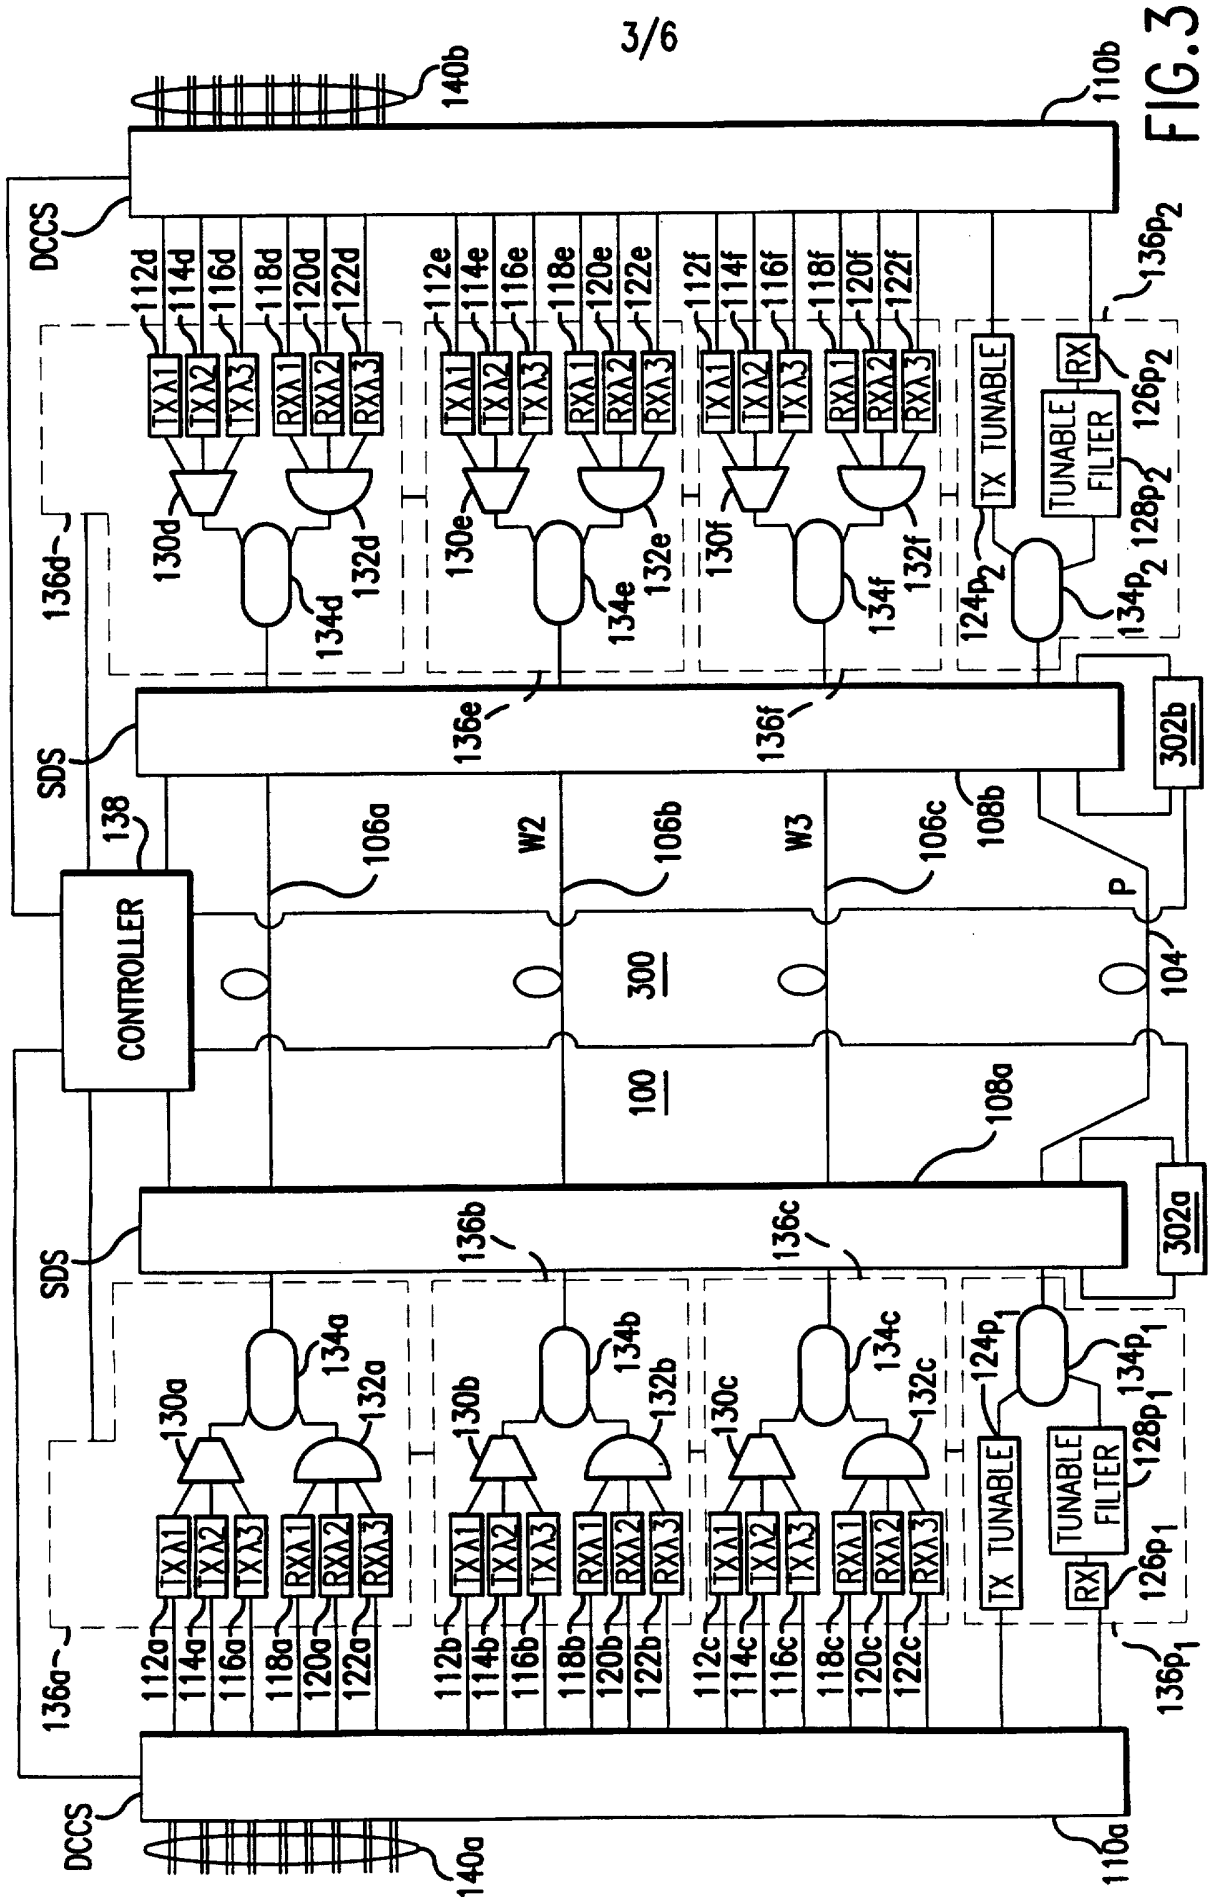 3/6
FIG.3
DCCS
140a
110a
136a
112a
114a
116a
118a
120a
122a
TXλ1
TXλ2
TXλ3
RXλ1
RXλ2
RXλ3
130a
132a
134a
112b
114b
116b
118b
120b
122b
TXλ1
TXλ2
TXλ3
RXλ1
RXλ2
RXλ3
130b
132b
134b
136b
112c
114c
116c
118c
120c
122c
TXλ1
TXλ2
TXλ3
RXλ1
RXλ2
RXλ3
130c
132c
134c
136c
TX TUNABLE
124p1
RX
126p1
TUNABLE
FILTER
128p1
134p1
136p1
SDS
108a
302a
CONTROLLER
138
100
300
106a
W2
106b
W3
106c
P
104
SDS
108b
302b
136d
130d
132d
134d
TXλ1
TXλ2
TXλ3
RXλ1
RXλ2
RXλ3
112d
114d
116d
118d
120d
122d
136e
130e
132e
134e
TXλ1
TXλ2
TXλ3
RXλ1
RXλ2
RXλ3
112e
114e
116e
118e
120e
122e
136f
130f
132f
134f
TXλ1
TXλ2
TXλ3
RXλ1
RXλ2
RXλ3
112f
114f
116f
118f
120f
122f
124p2
TX TUNABLE
134p2
TUNABLE
FILTER
128p2
RX
126p2
136p2
DCCS
140b
110b